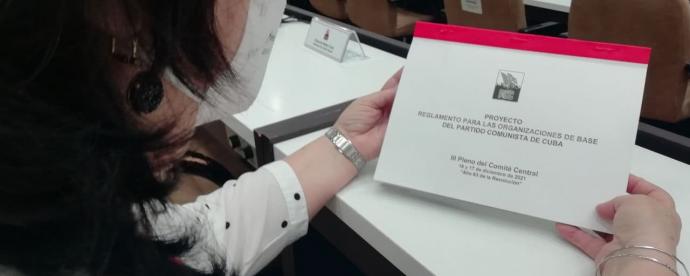 PROYECTO
REGLAMENTO PARA LAS ORGANIZACIONES DE BASE
DEL PARTIDO COMUNISTA DE CUBA
III Pleno del Comité Central
16 y 17 de diciembre de 2021
"Año 63 de la Revolución"